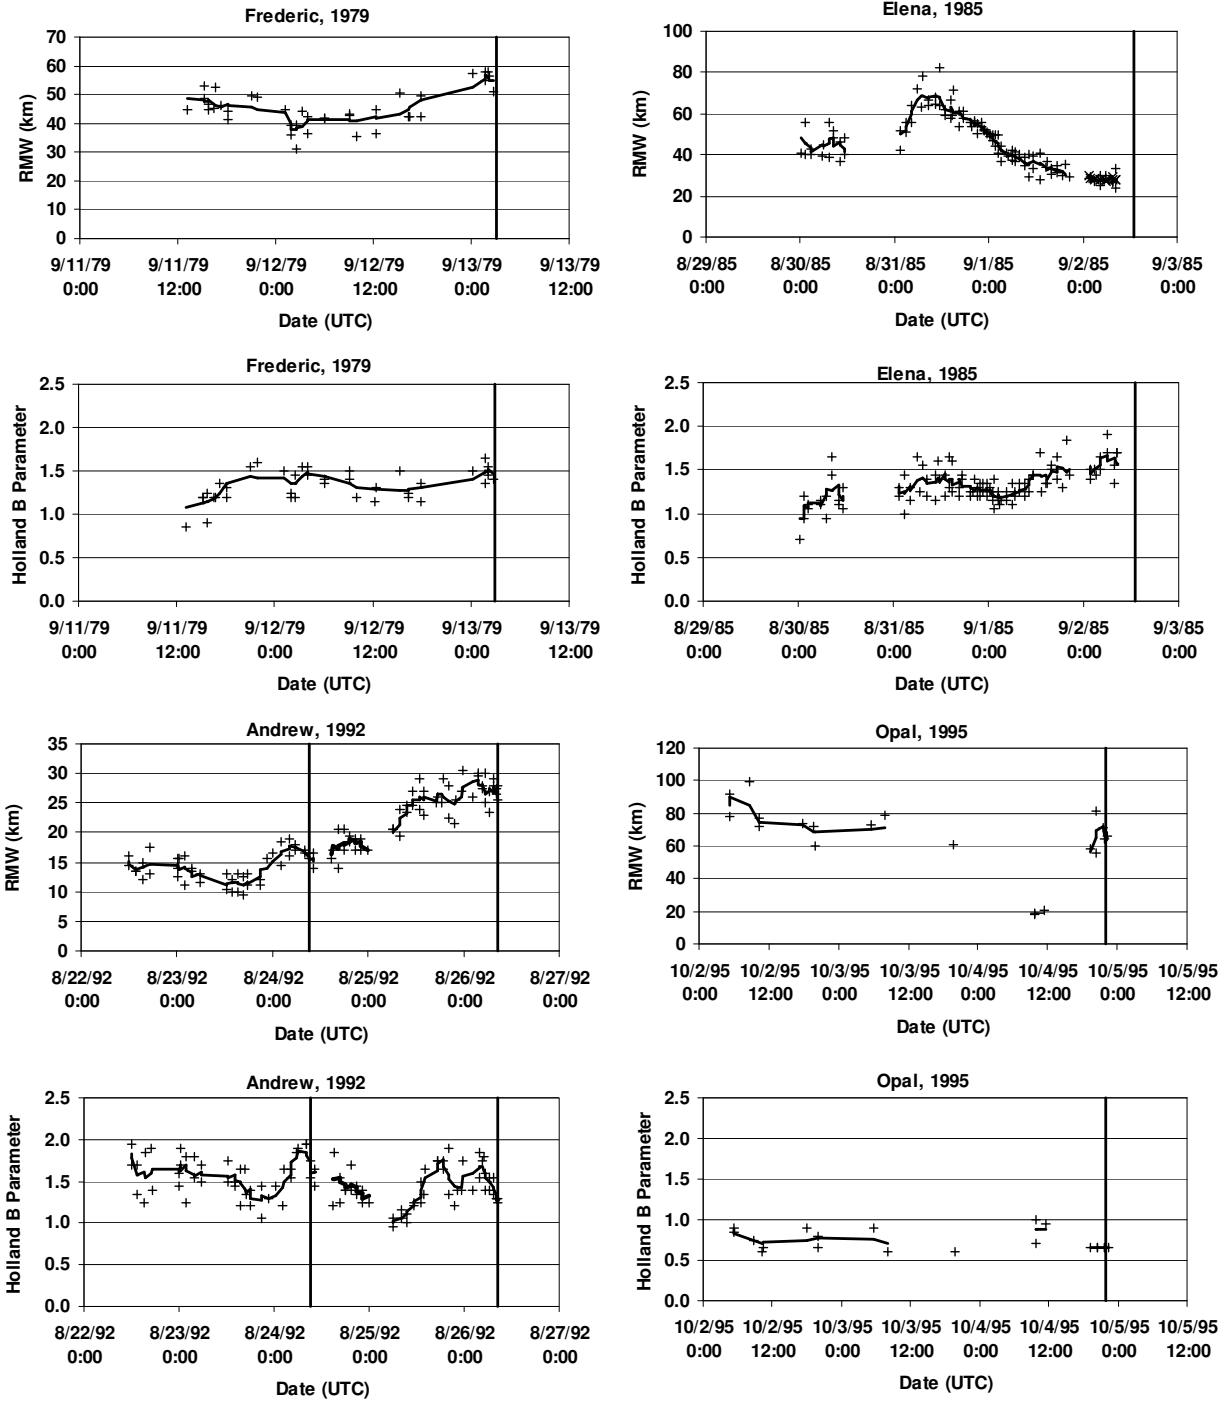 Frederic, 1979
RMW (km)
70
60
50
40
30
20
10
0
9/11/79 9/11/79 9/12/79 9/12/79 9/13/79 9/13/79
0:00 12:00 0:00 12:00 0:00 12:00
Date (UTC)
Elena, 1985
RMW (km)
100
80
60
40
20
0
8/29/85 8/30/85 8/31/85 9/1/85 9/2/85 9/3/85
0:00 0:00 0:00 0:00 0:00 0:00
Date (UTC)
Frederic, 1979
Holland B Parameter
2.5
2.0
1.5
1.0
0.5
0.0
9/11/79 9/11/79 9/12/79 9/12/79 9/13/79 9/13/79
0:00 12:00 0:00 12:00 0:00 12:00
Date (UTC)
Elena, 1985
Holland B Parameter
2.5
2.0
1.5
1.0
0.5
0.0
8/29/85 8/30/85 8/31/85 9/1/85 9/2/85 9/3/85
0:00 0:00 0:00 0:00 0:00 0:00
Date (UTC)
Andrew, 1992
RMW (km)
35
30
25
20
15
10
5
0
8/22/92 8/23/92 8/24/92 8/25/92 8/26/92 8/27/92
0:00 0:00 0:00 0:00 0:00 0:00
Date (UTC)
Opal, 1995
RMW (km)
120
100
80
60
40
20
0
10/2/95 10/2/95 10/3/95 10/3/95 10/4/95 10/4/95 10/5/95 10/5/95
0:00 12:00 0:00 12:00 0:00 12:00 0:00 12:00
Date (UTC)
Andrew, 1992
Holland B Parameter
2.5
2.0
1.5
1.0
0.5
0.0
8/22/92 8/23/92 8/24/92 8/25/92 8/26/92 8/27/92
0:00 0:00 0:00 0:00 0:00 0:00
Date (UTC)
Opal, 1995
Holland B Parameter
2.5
2.0
1.5
1.0
0.5
0.0
10/2/95 10/2/95 10/3/95 10/3/95 10/4/95 10/4/95 10/5/95 10/5/95
0:00 12:00 0:00 12:00 0:00 12:00 0:00 12:00
Date (UTC)